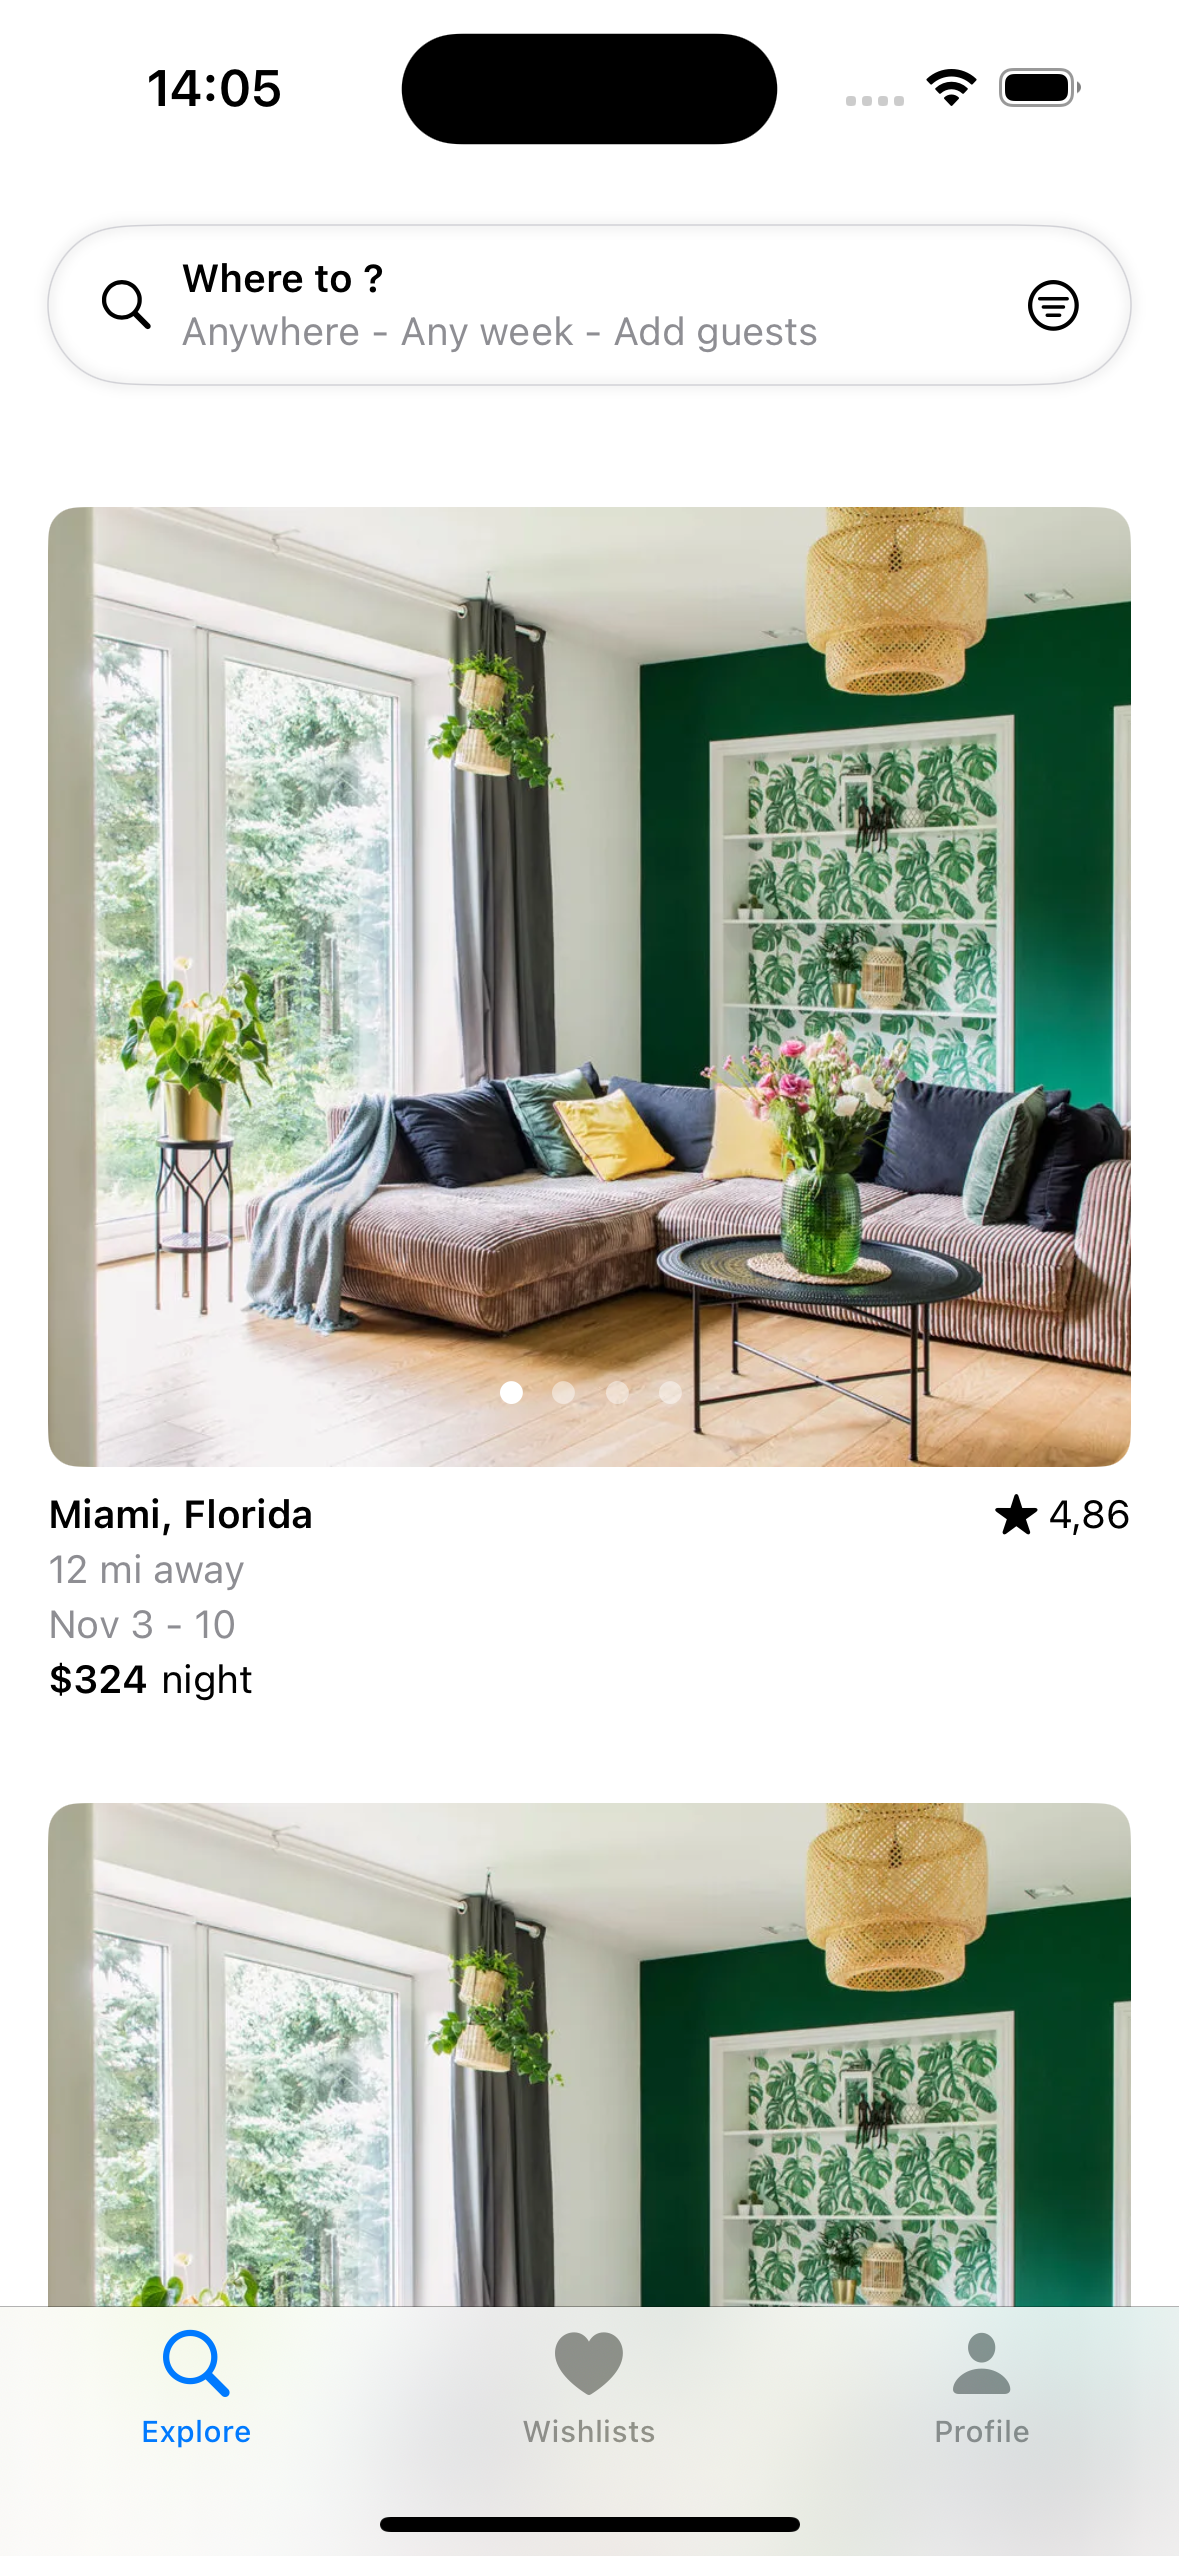 14:05
Where to ?
Anywhere - Any week - Add guests
Miami, Florida
4,86
12 mi away
Nov 3 - 10
$324 night
Explore
Wishlists
Profile